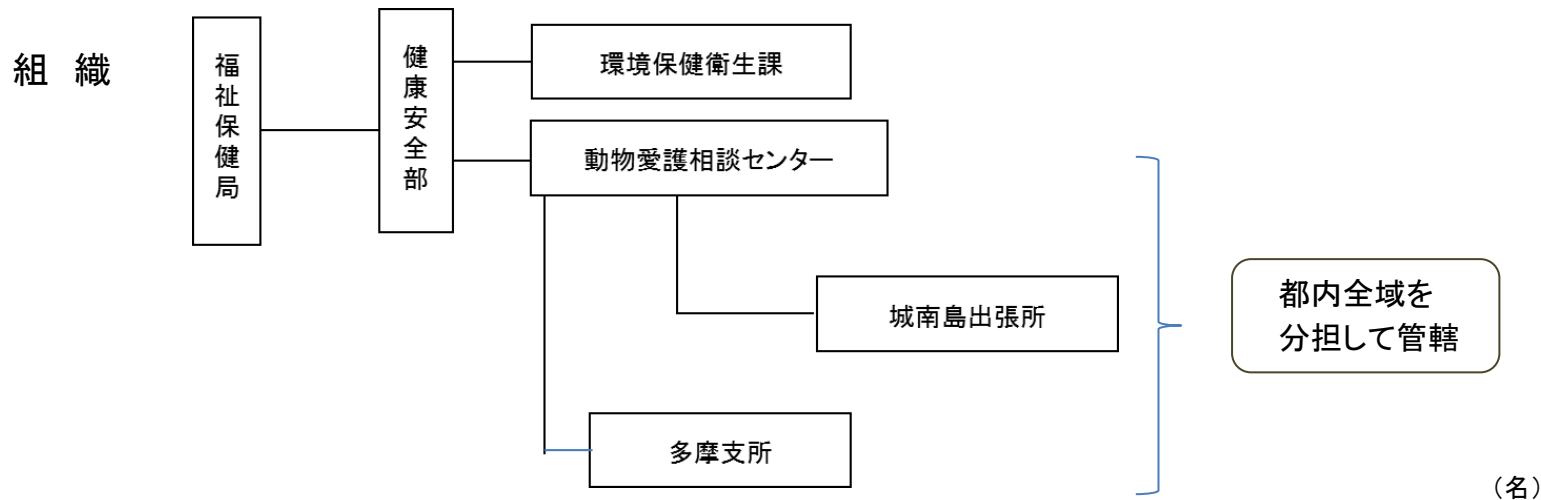 組織
福祉保健局
健康安全部
環境保健衛生課
動物愛護相談センター
城南島出張所
多摩支所
都内全域を
分担して管轄
（名）